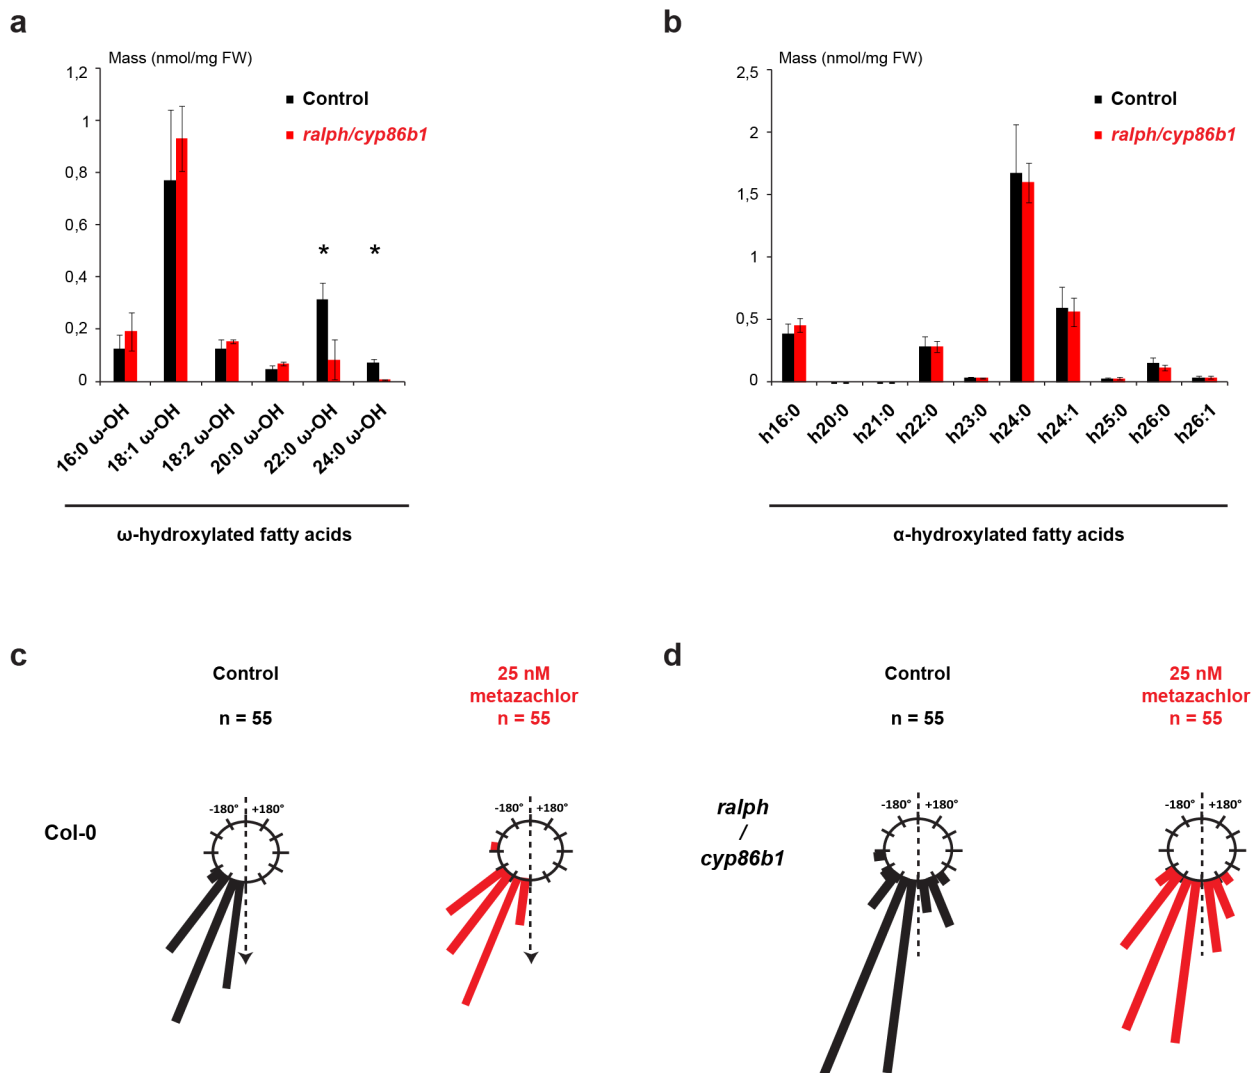 a
Mass (nmol/mg FW)
1,2
1
0,8
0,6
0,4
0,2
0
Control
ralph/cyp86b1
*
*
16:0 ω-OH
18:1 ω-OH
18:2 ω-OH
20:0 ω-OH
22:0 ω-OH
24:0 ω-OH
ω-hydroxylated fatty acids
b
Mass (nmol/mg FW)
2,5
2
1,5
1
0,5
0
Control
ralph/cyp86b1
h16:0
h20:0
h21:0
h22:0
h23:0
h24:0
h24:1
h25:0
h26:0
h26:1
α-hydroxylated fatty acids
c
Control
n = 55
25 nM
metazachlor
n = 55
Col-0
-180° +180°
-180° +180°
d
Control
n = 55
25 nM
metazachlor
n = 55
ralph
/
cyp86b1
-180° +180°
-180° +180°